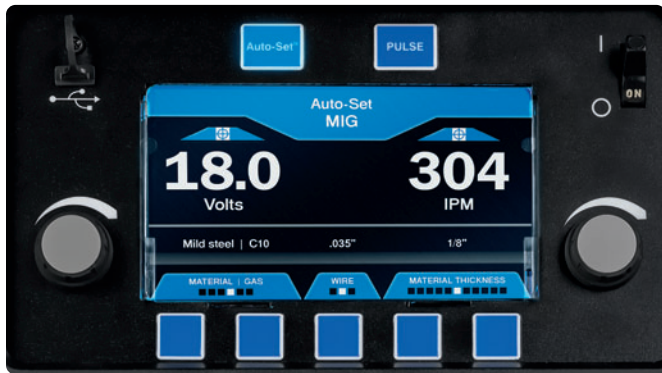 Auto-Set™
PULSE
ON
Auto-Set
MIG
18.0
304
Volts
IPM
Mild steel | C10
.035"
1/8"
MATERIAL | GAS
WIRE
MATERIAL THICKNESS